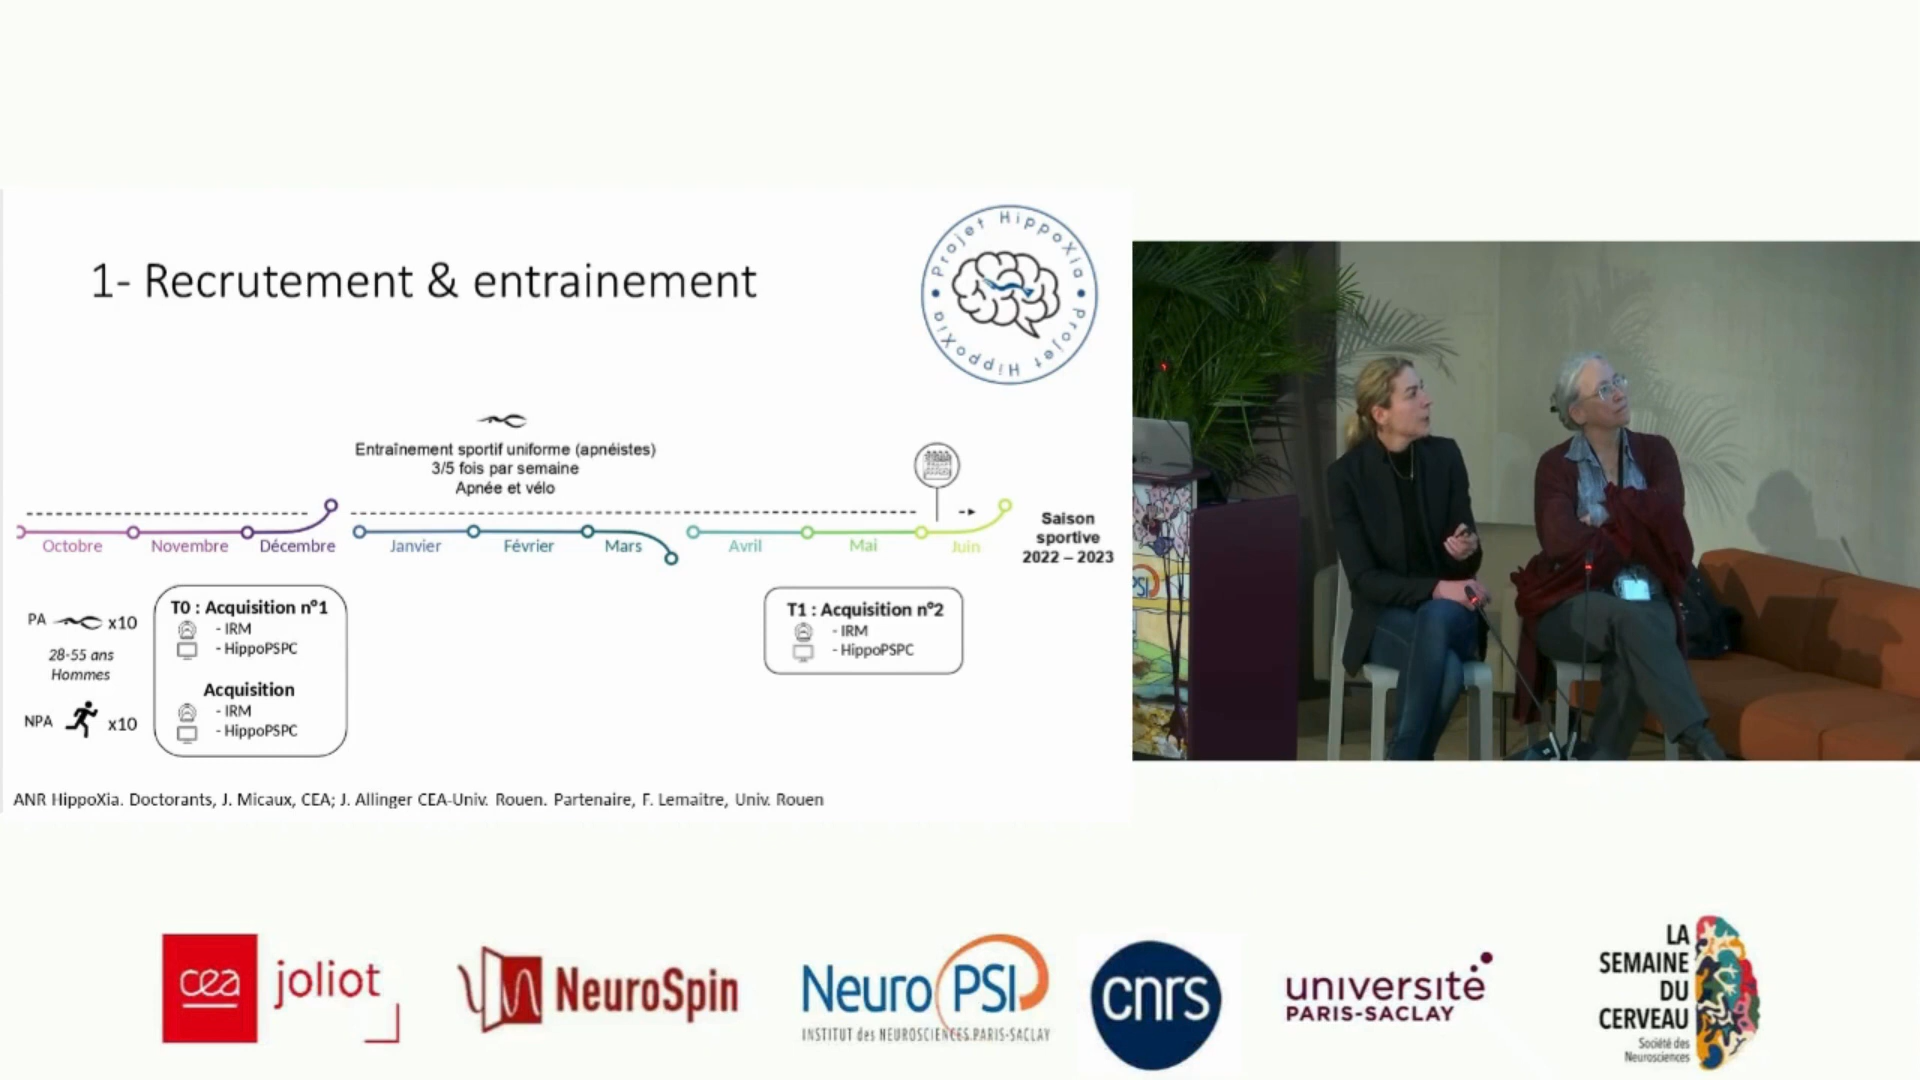 1- Recrutement & entrainement
Projet HippoXia • Projet HippoXia •
Entraînement sportif uniforme (apnéistes)
3/5 fois par semaine
Apnée et vélo
Octobre
Novembre
Décembre
Janvier
Février
Mars
Avril
Mai
Juin
Saison
sportive
2022 – 2023
PA
x10
28-55 ans
Hommes
NPA
x10
T0 : Acquisition n°1
- IRM
- HippoPSPC
Acquisition
- IRM
- HippoPSPC
T1 : Acquisition n°2
- IRM
- HippoPSPC
ANR HippoXia. Doctorants, J. Micaux, CEA; J. Allinger CEA-Univ. Rouen. Partenaire, F. Lemaitre, Univ. Rouen
PSI
cea joliot
NeuroSpin
NeuroPSI
INSTITUT des NEUROSCIENCES PARIS-SACLAY
cnrs
université
PARIS-SACLAY
LA
SEMAINE
DU
CERVEAU
Société des
Neurosciences